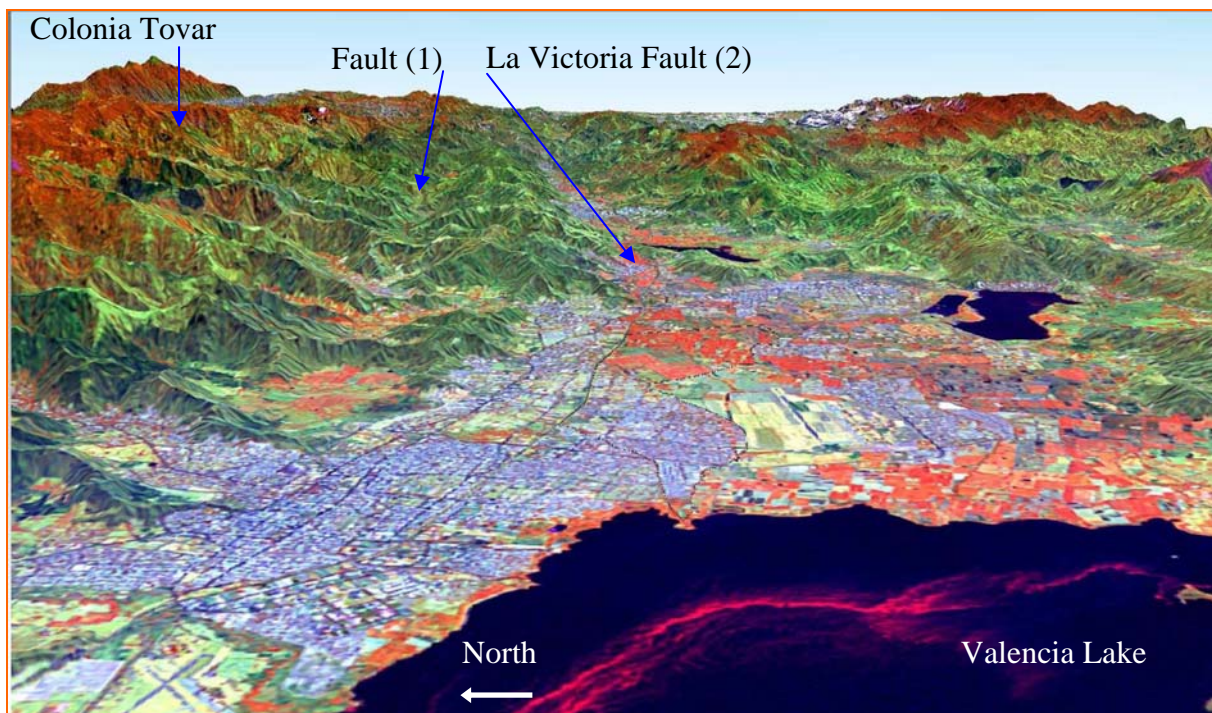 Colonia Tovar
Fault (1)
La Victoria Fault (2)
North
Valencia Lake